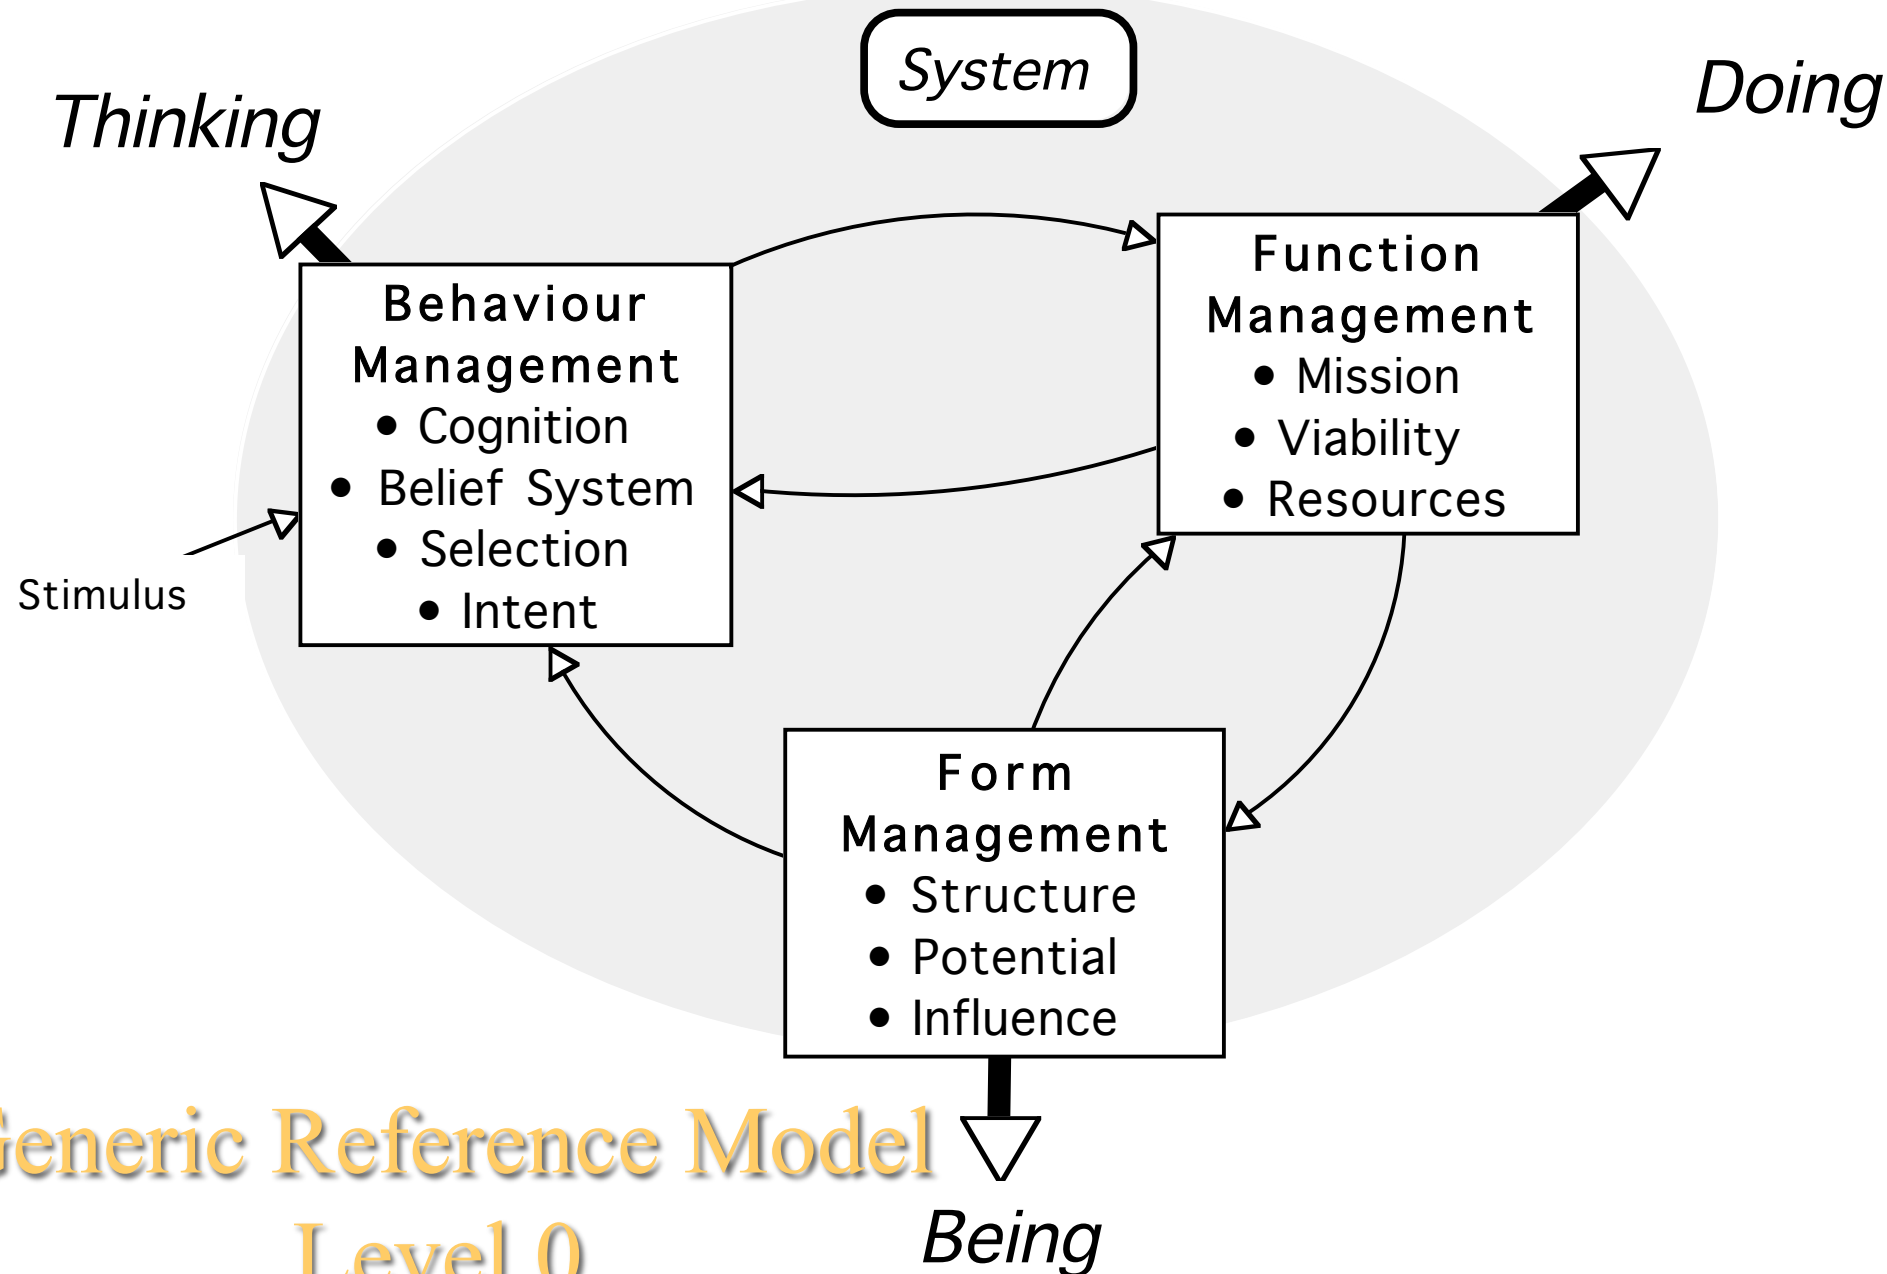 System
Thinking
Doing
Behaviour
Management
• Cognition
• Belief System
• Selection
• Intent
Function
Management
• Mission
• Viability
• Resources
Stimulus
Form
Management
• Structure
• Potential
• Influence
Generic Reference Model
Level 0
Being